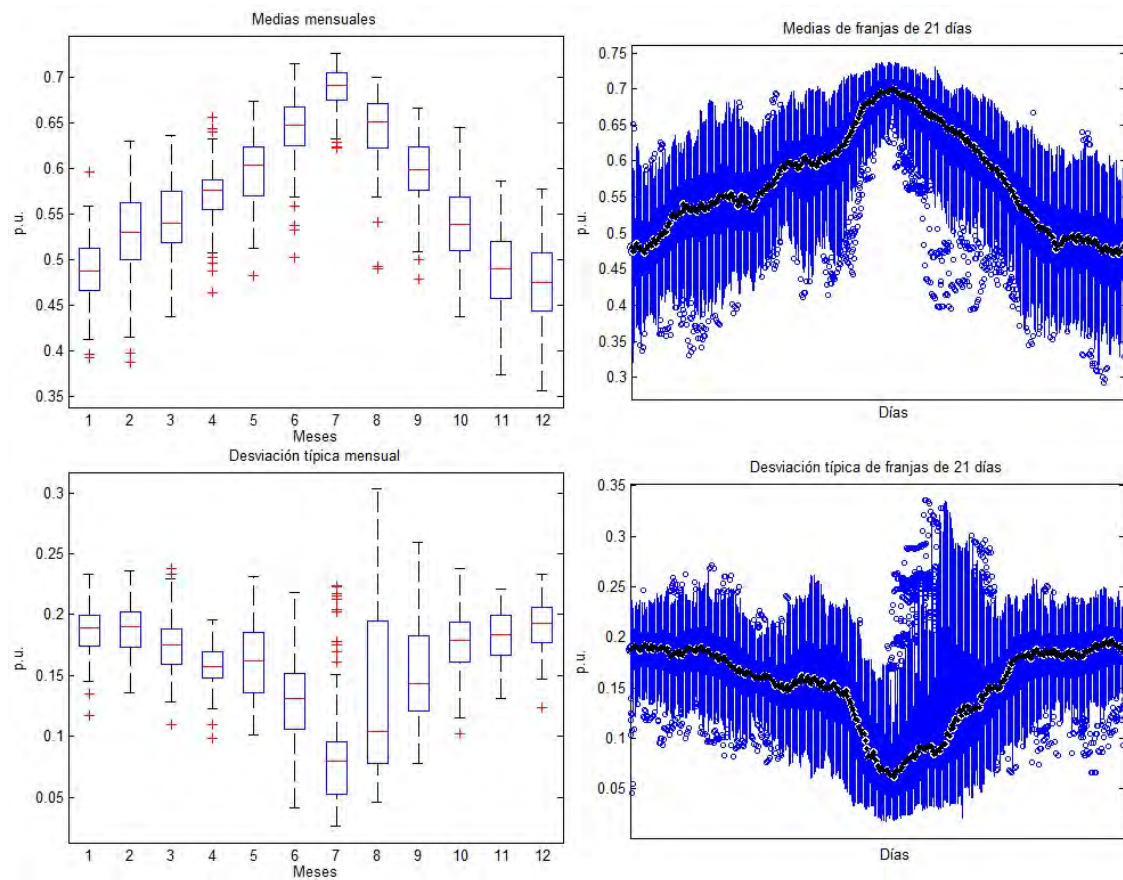 Medias mensuales
p.u.
0.7
0.65
0.6
0.55
0.5
0.45
0.4
0.35
1 2 3 4 5 6 7 8 9 10 11 12
Meses
Medias de franjas de 21 días
p.u.
0.75
0.7
0.65
0.6
0.55
0.5
0.45
0.4
0.35
0.3
Días
Desviación típica mensual
p.u.
0.3
0.25
0.2
0.15
0.1
0.05
1 2 3 4 5 6 7 8 9 10 11 12
Meses
Desviación típica de franjas de 21 días
p.u.
0.35
0.3
0.25
0.2
0.15
0.1
0.05
Días